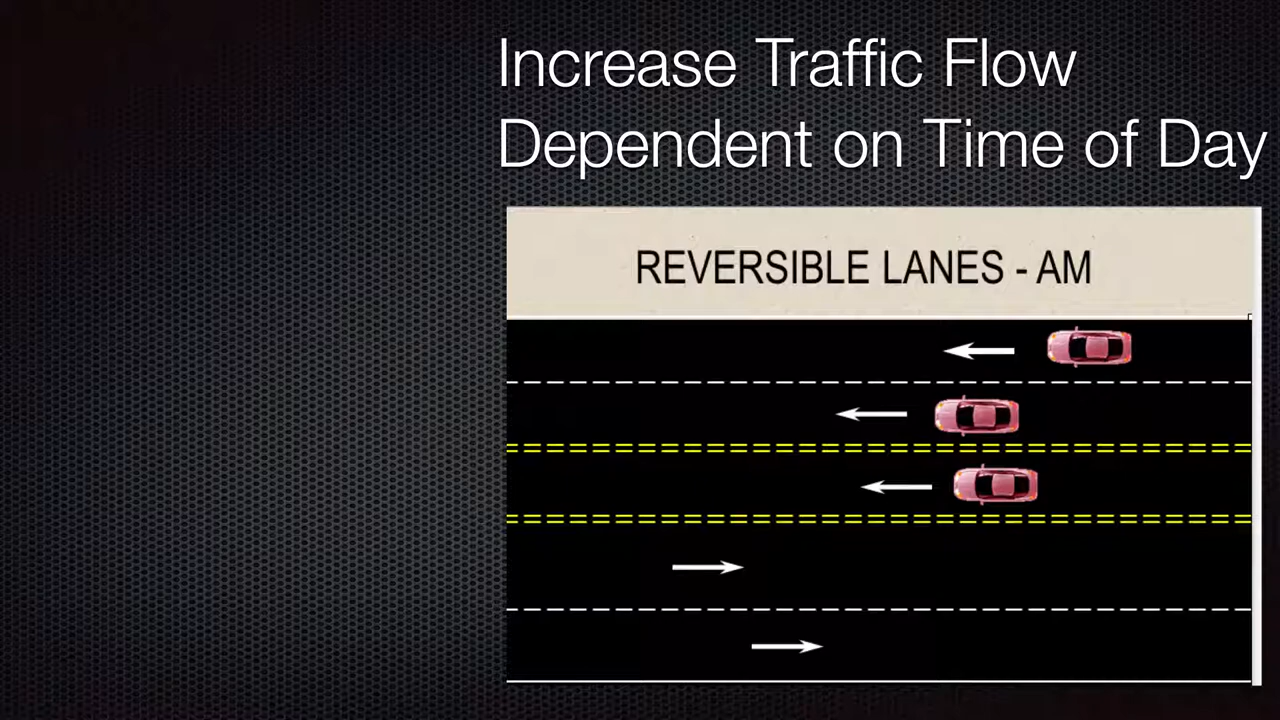 Increase Traffic Flow
Dependent on Time of Day
REVERSIBLE LANES - AM